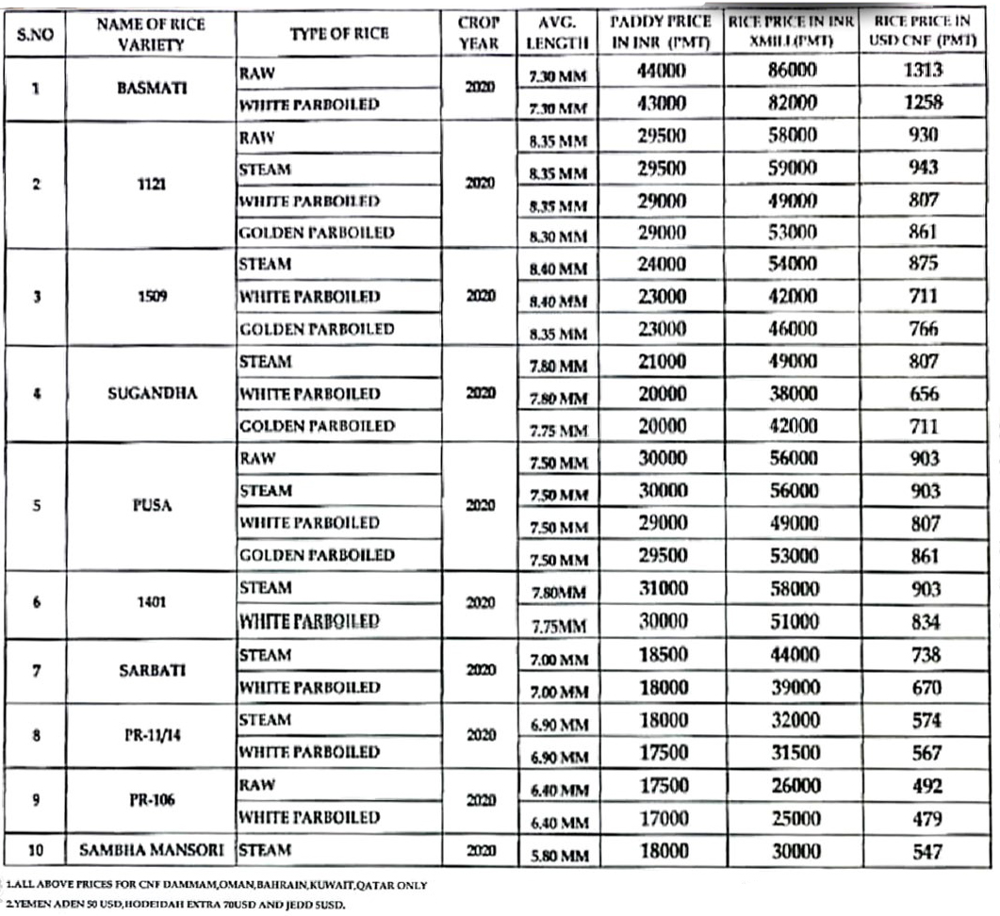 S.NO NAME OF RICE VARIETY TYPE OF RICE CROP YEAR AVG. LENGTH PADDY PRICE IN INR (PMT) RICE PRICE IN INR XMILL(PMT) RICE PRICE IN USD CNF (PMT)
1 BASMATI RAW 2020 7.30 MM 44000 86000 1313
WHITE PARBOILED 7.30 MM 43000 82000 1258
2 1121 RAW 2020 8.35 MM 29500 58000 930
STEAM 8.35 MM 29500 59000 943
WHITE PARBOILED 8.35 MM 29000 49000 807
GOLDEN PARBOILED 8.30 MM 29000 53000 861
3 1509 STEAM 2020 8.40 MM 24000 54000 875
WHITE PARBOILED 8.40 MM 23000 42000 711
GOLDEN PARBOILED 8.35 MM 23000 46000 766
4 SUGANDHA STEAM 2020 7.80 MM 21000 49000 807
WHITE PARBOILED 7.80 MM 20000 38000 656
GOLDEN PARBOILED 7.75 MM 20000 42000 711
5 PUSA RAW 2020 7.50 MM 30000 56000 903
STEAM 7.50 MM 30000 56000 903
WHITE PARBOILED 7.50 MM 29000 49000 807
GOLDEN PARBOILED 7.50 MM 29500 53000 861
6 1401 STEAM 2020 7.80MM 31000 58000 903
WHITE PARBOILED 7.75MM 30000 51000 834
7 SARBATI STEAM 2020 7.00 MM 18500 44000 738
WHITE PARBOILED 7.00 MM 18000 39000 670
8 PR-11/14 STEAM 2020 6.90 MM 18000 32000 574
WHITE PARBOILED 6.90 MM 17500 31500 567
9 PR-106 RAW 2020 6.40 MM 17500 26000 492
WHITE PARBOILED 6.40 MM 17000 25000 479
10 SAMBHA MANSORI STEAM 2020 5.80 MM 18000 30000 547
1.ALL ABOVE PRICES FOR CNF DAMMAM,OMAN,BAHRAIN,KUWAIT,QATAR ONLY
2.YEMEN ADEN 50 USD,HODEIDAH EXTRA 70USD AND JEDD 5USD.